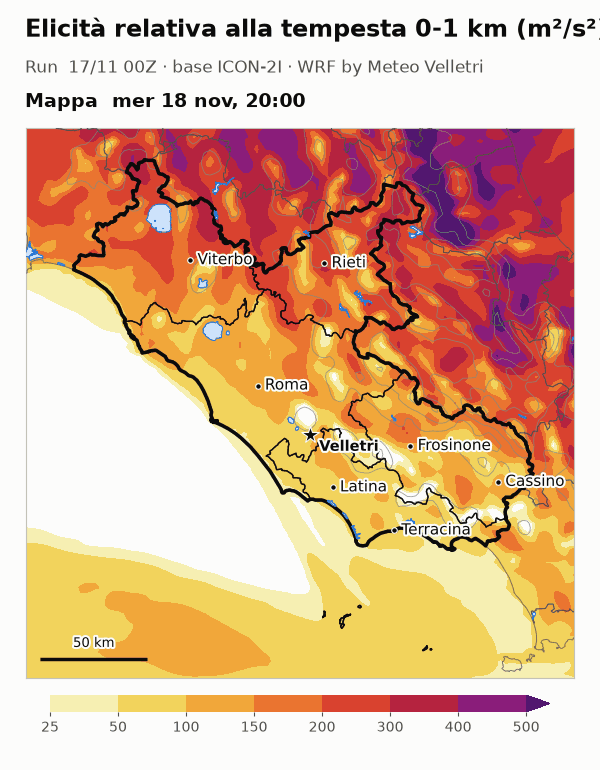 Elicità relativa alla tempesta 0-1 km (m²/s²)
Run 17/11 00Z · base ICON-2I · WRF by Meteo Velletri
Mappa mer 18 nov, 20:00
Viterbo
Rieti
Roma
Velletri
Frosinone
Cassino
Latina
Terracina
50 km
25 50 100 150 200 300 400 500